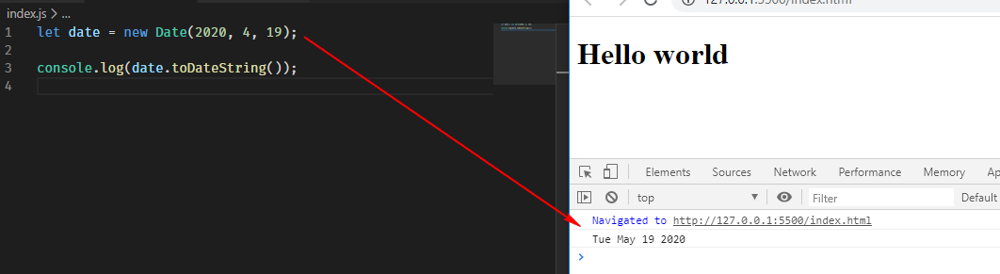 index.js > ...
1 let date = new Date(2020, 4, 19);
2
3 console.log(date.toDateString());
4
127.0.0.1:5500/index.html
Hello world
Elements Sources Network Performance Memory Ap
top Filter Default
Navigated to http://127.0.0.1:5500/index.html
Tue May 19 2020
>